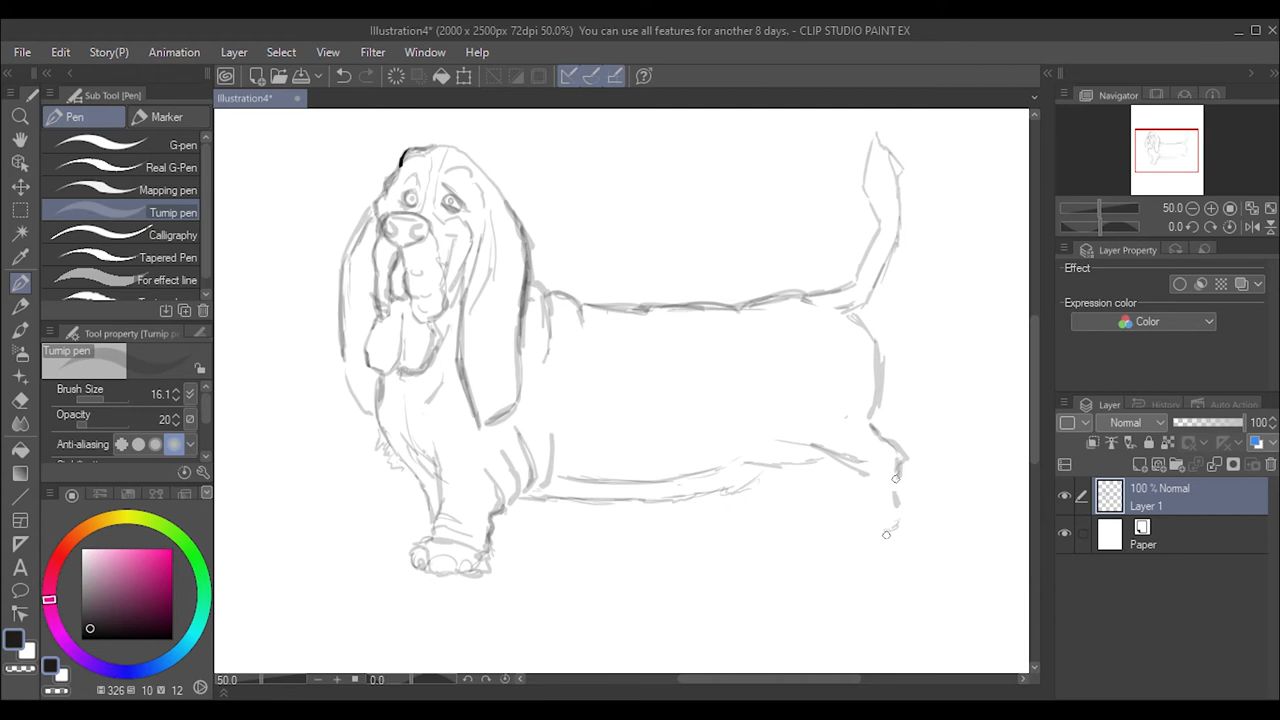 Illustration4* (2000 x 2500px 72dpi 50.0%)  You can use all features for another 8 days. - CLIP STUDIO PAINT EX
File Edit Story(P) Animation Layer Select View Filter Window Help
Sub Tool [Pen]
Illustration4*
Navigator
Pen
Marker
G-pen
Real G-Pen
Mapping pen
Turnip pen
Calligraphy
Tapered Pen
For effect line
50.0
0.0
Layer Property
Effect
Expression color
Color
Tool property [Turnip pen
Turnip pen
Brush Size
16.1
Opacity
20
Anti-aliasing
Layer
History
Auto Action
Normal
100
100 % Normal
Layer 1
Paper
326
10
V
12
50.0
0.0